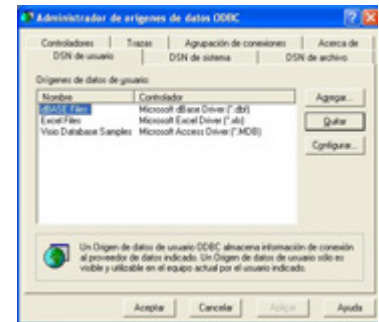 Administrador de orígenes de datos ODBC
Controladores Trazas Agrupación de conexiones Acerca de
DSN de usuario DSN de sistema DSN de archivo
Orígenes de datos de usuario:
Nombre Controlador
dBASE Files Microsoft dBase Driver (*.dbf)
Excel Files Microsoft Excel Driver (*.xls)
Visio Database Samples Microsoft Access Driver (*.MDB)
Agregar...
Quitar
Configurar...
Un Origen de datos de usuario ODBC almacena información de conexión
al proveedor de datos indicado. Un Origen de datos de usuario sólo es
visible y utilizable en el equipo actual por el usuario indicado.
Aceptar Cancelar Aplicar Ayuda